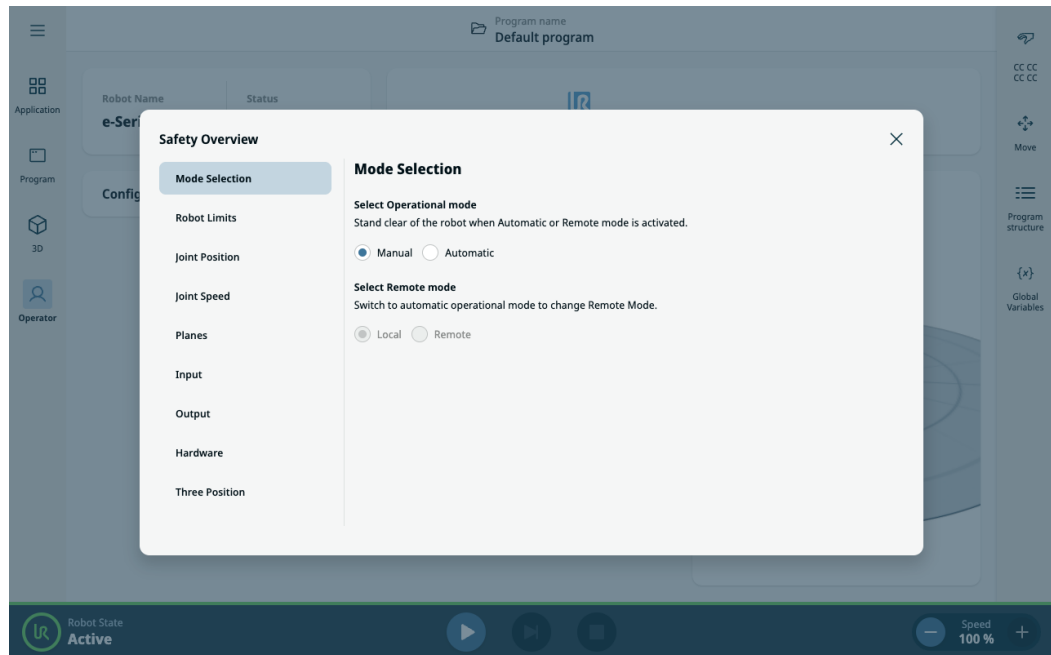 Program name
Default program
Application
Program
3D
Operator
Robot Name
Status
e-Seri
Config
Safety Overview
Mode Selection
Robot Limits
Joint Position
Joint Speed
Planes
Input
Output
Hardware
Three Position
Mode Selection
Select Operational mode
Stand clear of the robot when Automatic or Remote mode is activated.
Manual Automatic
Select Remote mode
Switch to automatic operational mode to change Remote Mode.
Local Remote
CC CC
CC CC
Move
Program
structure
{x}
Global
Variables
Robot State
Active
Speed
100 %